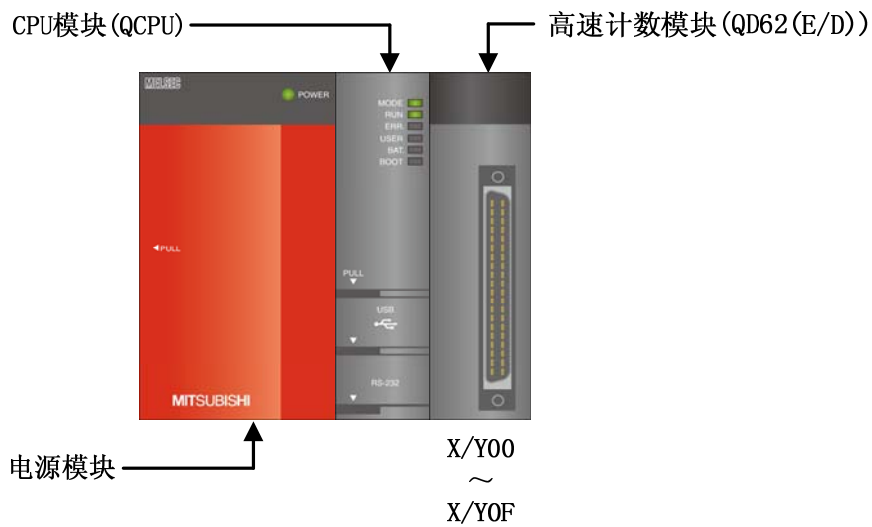 CPU模块(QCPU)
高速计数模块(QD62(E/D))
MELSEC
POWER
MODE
RUN
ERR.
USER
BAT.
BOOT
◀PULL
PULL
▼
USB
▼
RS-232
▼
MITSUBISHI
电源模块
X/Y00
～
X/Y0F